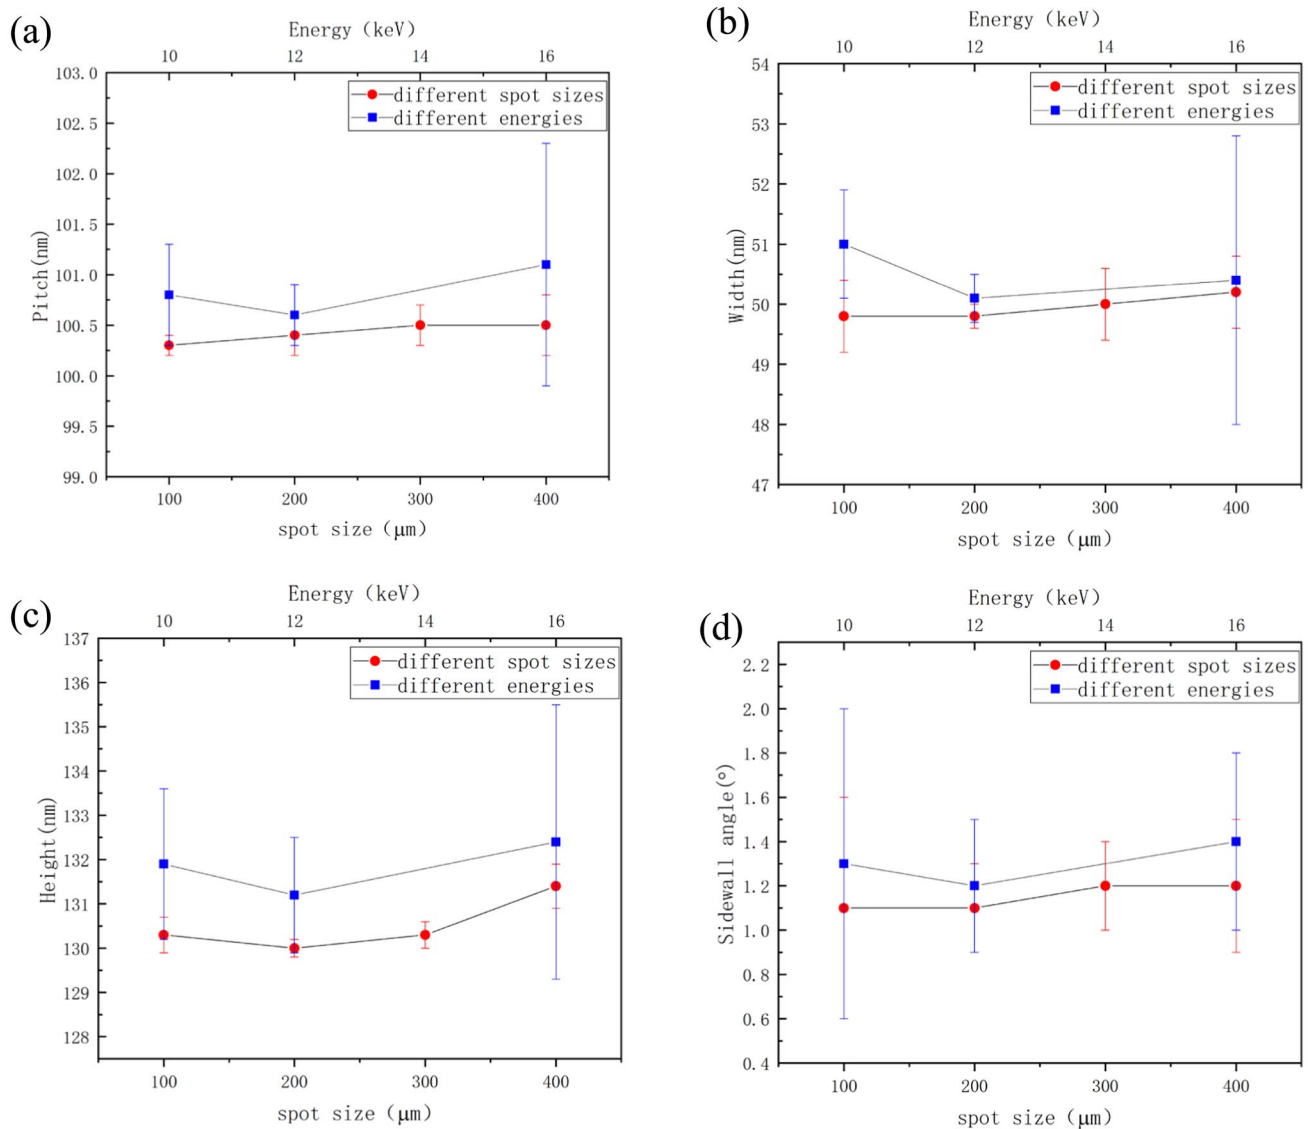 (a)
Energy (keV)
10 12 14 16
103.0
102.5
102.0
101.5
101.0
100.5
100.0
99.5
99.0
Pitch(nm)
different spot sizes
different energies
100 200 300 400
spot size (μm)
(b)
Energy (keV)
10 12 14 16
54
53
52
51
50
49
48
47
Width(nm)
different spot sizes
different energies
100 200 300 400
spot size (μm)
(c)
Energy (keV)
10 12 14 16
137
136
135
134
133
132
131
130
129
128
Height(nm)
different spot sizes
different energies
100 200 300 400
spot size (μm)
(d)
Energy (keV)
10 12 14 16
2.2
2.0
1.8
1.6
1.4
1.2
1.0
0.8
0.6
0.4
Sidewall angle(°)
different spot sizes
different energies
100 200 300 400
spot size (μm)